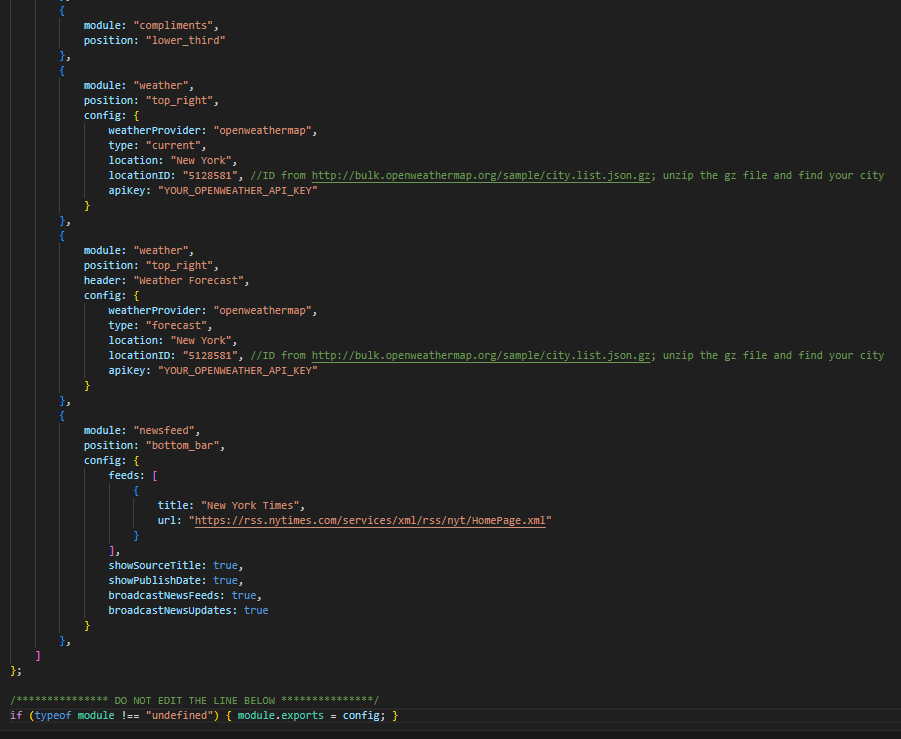 {
module: "compliments",
position: "lower_third"
},
{
module: "weather",
position: "top_right",
config: {
weatherProvider: "openweathermap",
type: "current",
location: "New York",
locationID: "5128581", //ID from http://bulk.openweathermap.org/sample/city.list.json.gz; unzip the gz file and find your city
apiKey: "YOUR_OPENWEATHER_API_KEY"
}
},
{
module: "weather",
position: "top_right",
header: "Weather Forecast",
config: {
weatherProvider: "openweathermap",
type: "forecast",
location: "New York",
locationID: "5128581", //ID from http://bulk.openweathermap.org/sample/city.list.json.gz; unzip the gz file and find your city
apiKey: "YOUR_OPENWEATHER_API_KEY"
}
},
{
module: "newsfeed",
position: "bottom_bar",
config: {
feeds: [
{
title: "New York Times",
url: "https://rss.nytimes.com/services/xml/rss/nyt/HomePage.xml"
}
],
showSourceTitle: true,
showPublishDate: true,
broadcastNewsFeeds: true,
broadcastNewsUpdates: true
}
},
]
};
/*************** DO NOT EDIT THE LINE BELOW ***************/
if (typeof module !== "undefined") { module.exports = config; }